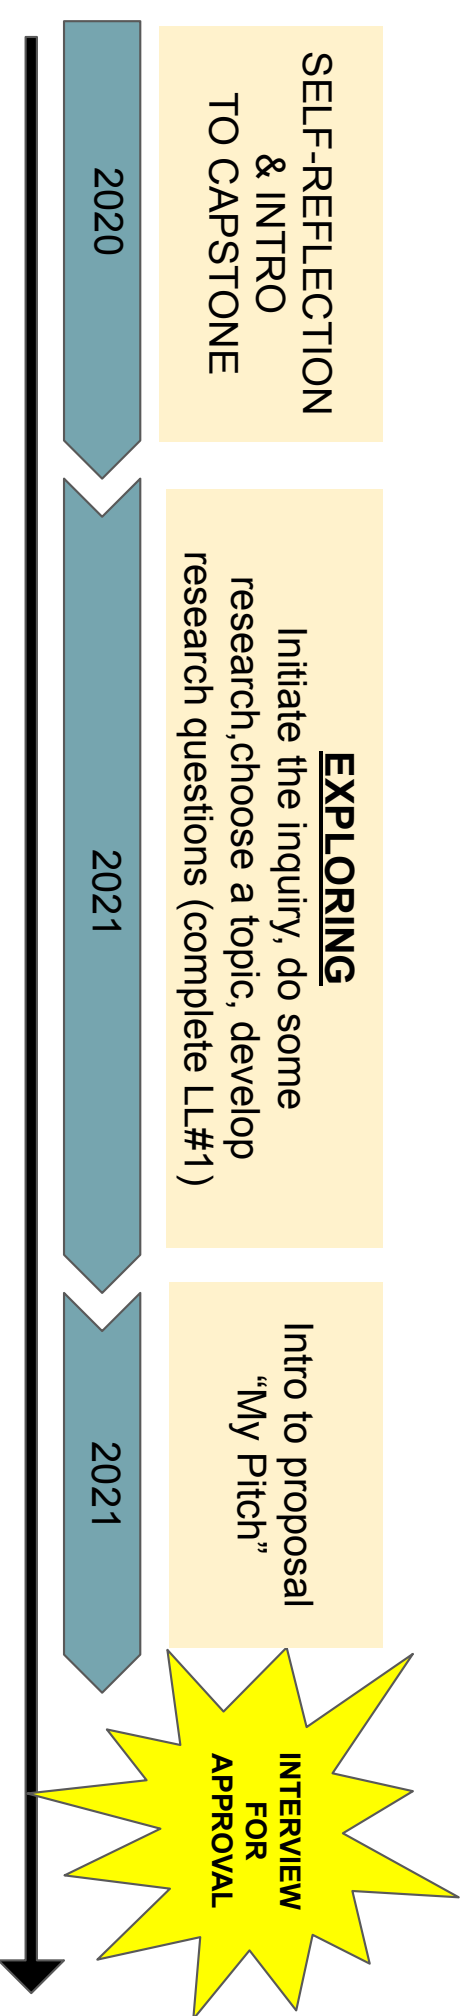 SELF-REFLECTION
& INTRO
TO CAPSTONE
2020
EXPLORING
Initiate the inquiry, do some
research,choose a topic, develop
research questions (complete LL#1)
2021
Intro to proposal
“My Pitch”
2021
INTERVIEW
FOR
APPROVAL